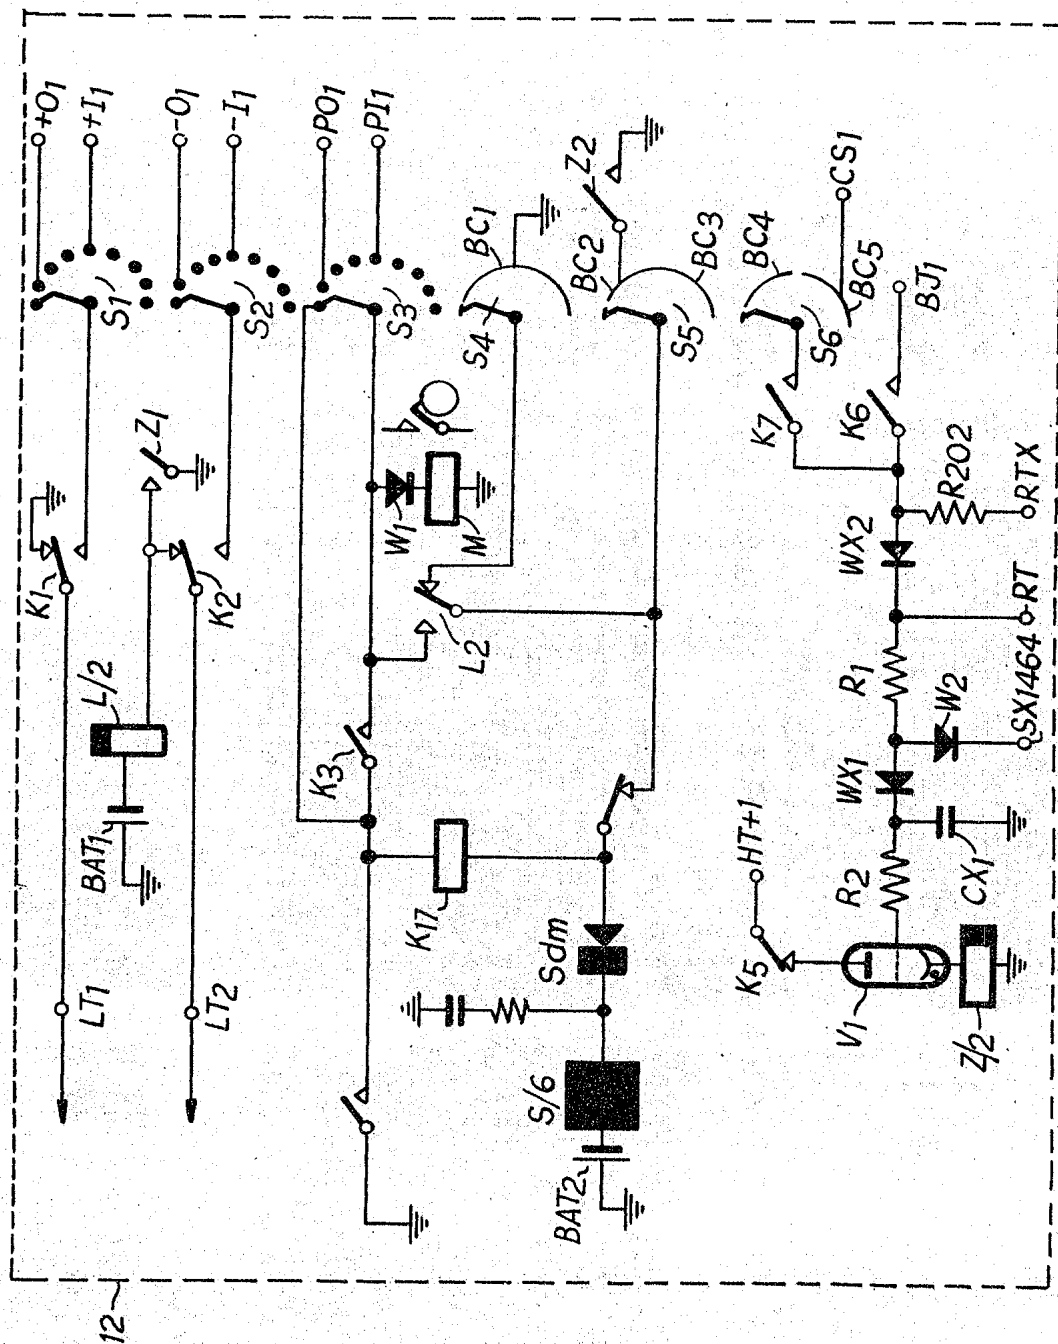 +O1
+I1
-O1
-I1
PO1
PI1
S1
S2
S3
K1
Z1
K2
L/2
BAT1
LT1
LT2
BC1
S4
Z2
BC2
BC3
S5
BC4
CS1
BC5
S6
BJ1
W1
M
L2
K3
K17
Sdm
S/6
BAT2
K7
K6
R202
RTX
WX2
RT
R1
SX1464
W2
WX1
HT+1
K5
R2
CX1
V1
Z/2
12